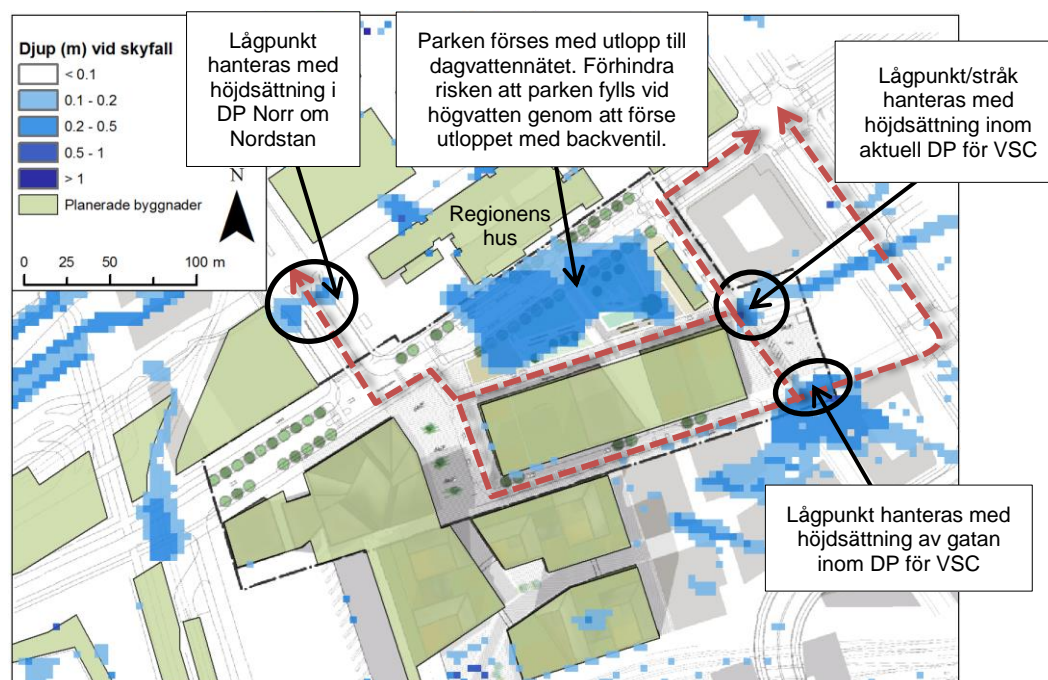 Djup (m) vid skyfall
< 0.1
0.1 - 0.2
0.2 - 0.5
0.5 - 1
> 1
Planerade byggnader
N
0 25 50 100 m
Lågpunkt
hanteras med
höjdsättning i
DP Norr om
Nordstan
Parken förses med utlopp till
dagvattennätet. Förhindra
risken att parken fylls vid
högvatten genom att förse
utloppet med backventil.
Lågpunkt/stråk
hanteras med
höjdsättning inom
aktuell DP för VSC
Regionens
hus
Lågpunkt hanteras med
höjdsättning av gatan
inom DP för VSC